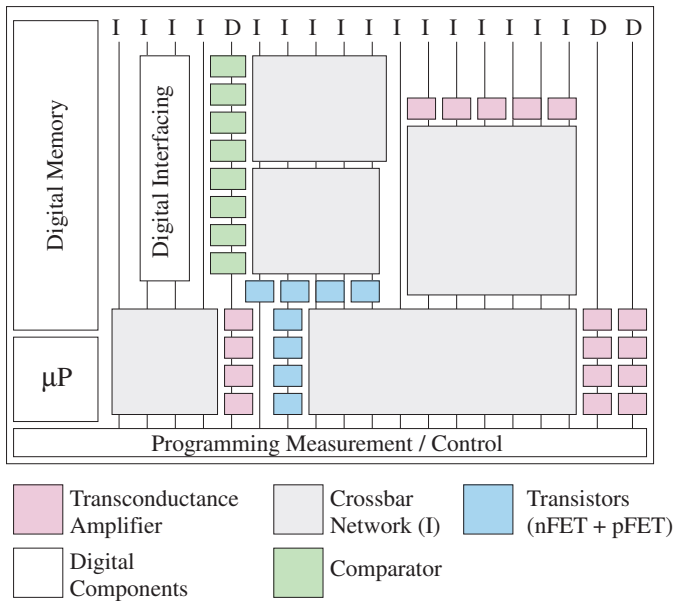 I I I I D I I I I I I I I I I I I D D
Digital Memory
Digital Interfacing
μP
Programming Measurement / Control
Transconductance
Amplifier
Crossbar
Network (I)
Transistors
(nFET + pFET)
Digital
Components
Comparator